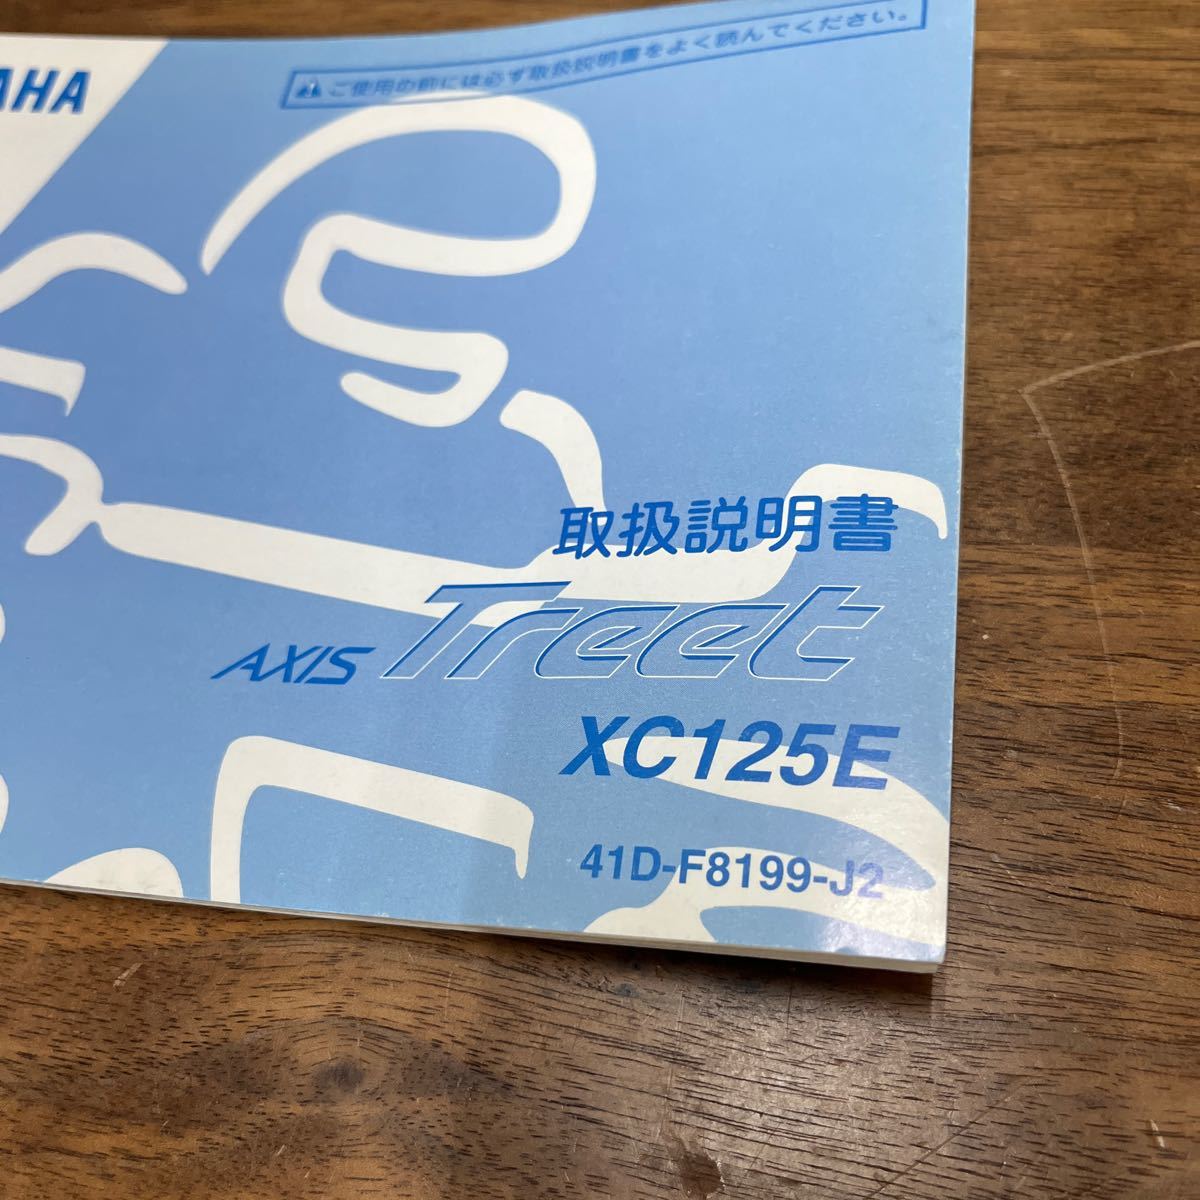 AHA
ご使用の前には必ず取扱説明書をよく読んでください。
取扱説明書
AXIS Treet
XC125E
41D-F8199-J2